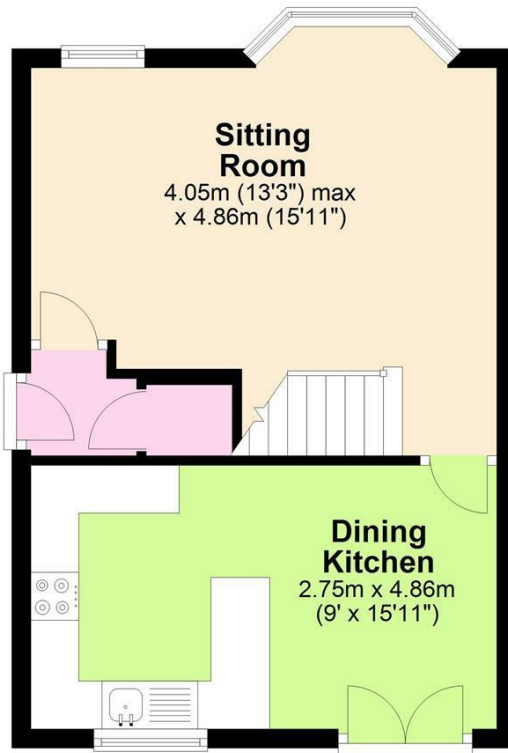 Sitting
Room
4.05m (13'3") max
x 4.86m (15'11")
Dining
Kitchen
2.75m x 4.86m
(9' x 15'11")